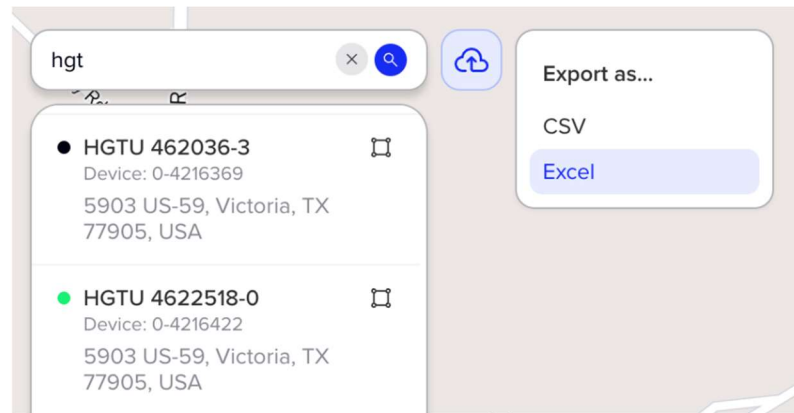 hgt
HGTU 462036-3
Device: 0-4216369
5903 US-59, Victoria, TX
77905, USA
HGTU 4622518-0
Device: 0-4216422
5903 US-59, Victoria, TX
77905, USA
Export as...
CSV
Excel